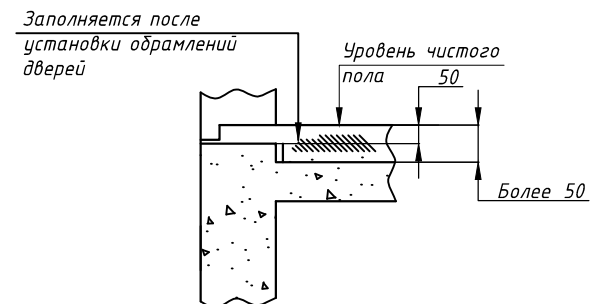 Заполняется после
установки обрамлений
дверей
Уровень чистого
пола
50
Более 50